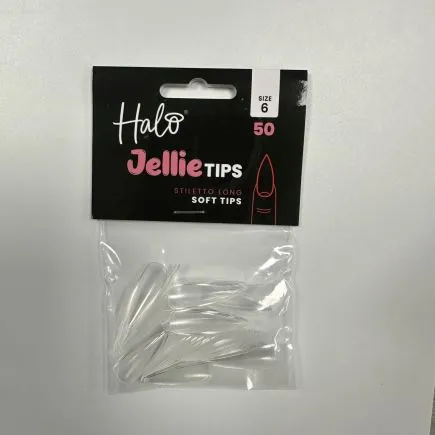 Halo
SIZE
6
50
Jellie TIPS
STILETTO LONG
SOFT TIPS